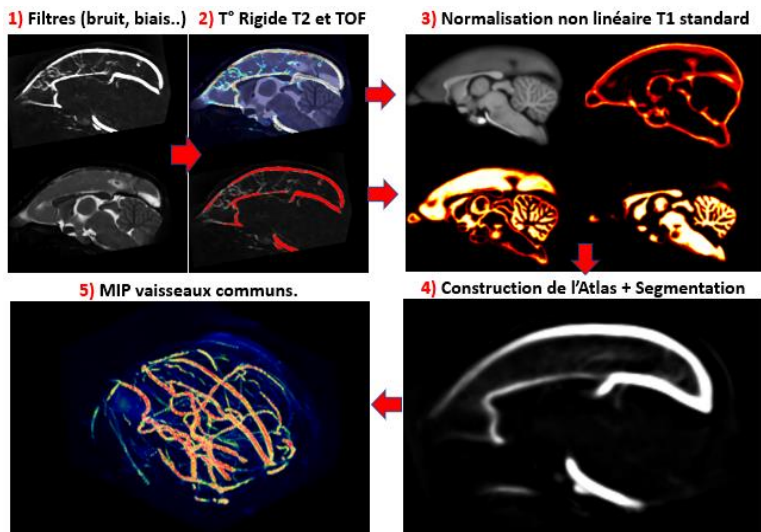 1) Filtres (bruit, biais..)
2) T° Rigide T2 et TOF
3) Normalisation non linéaire T1 standard
4) Construction de l'Atlas + Segmentation
5) MIP vaisseaux communs.